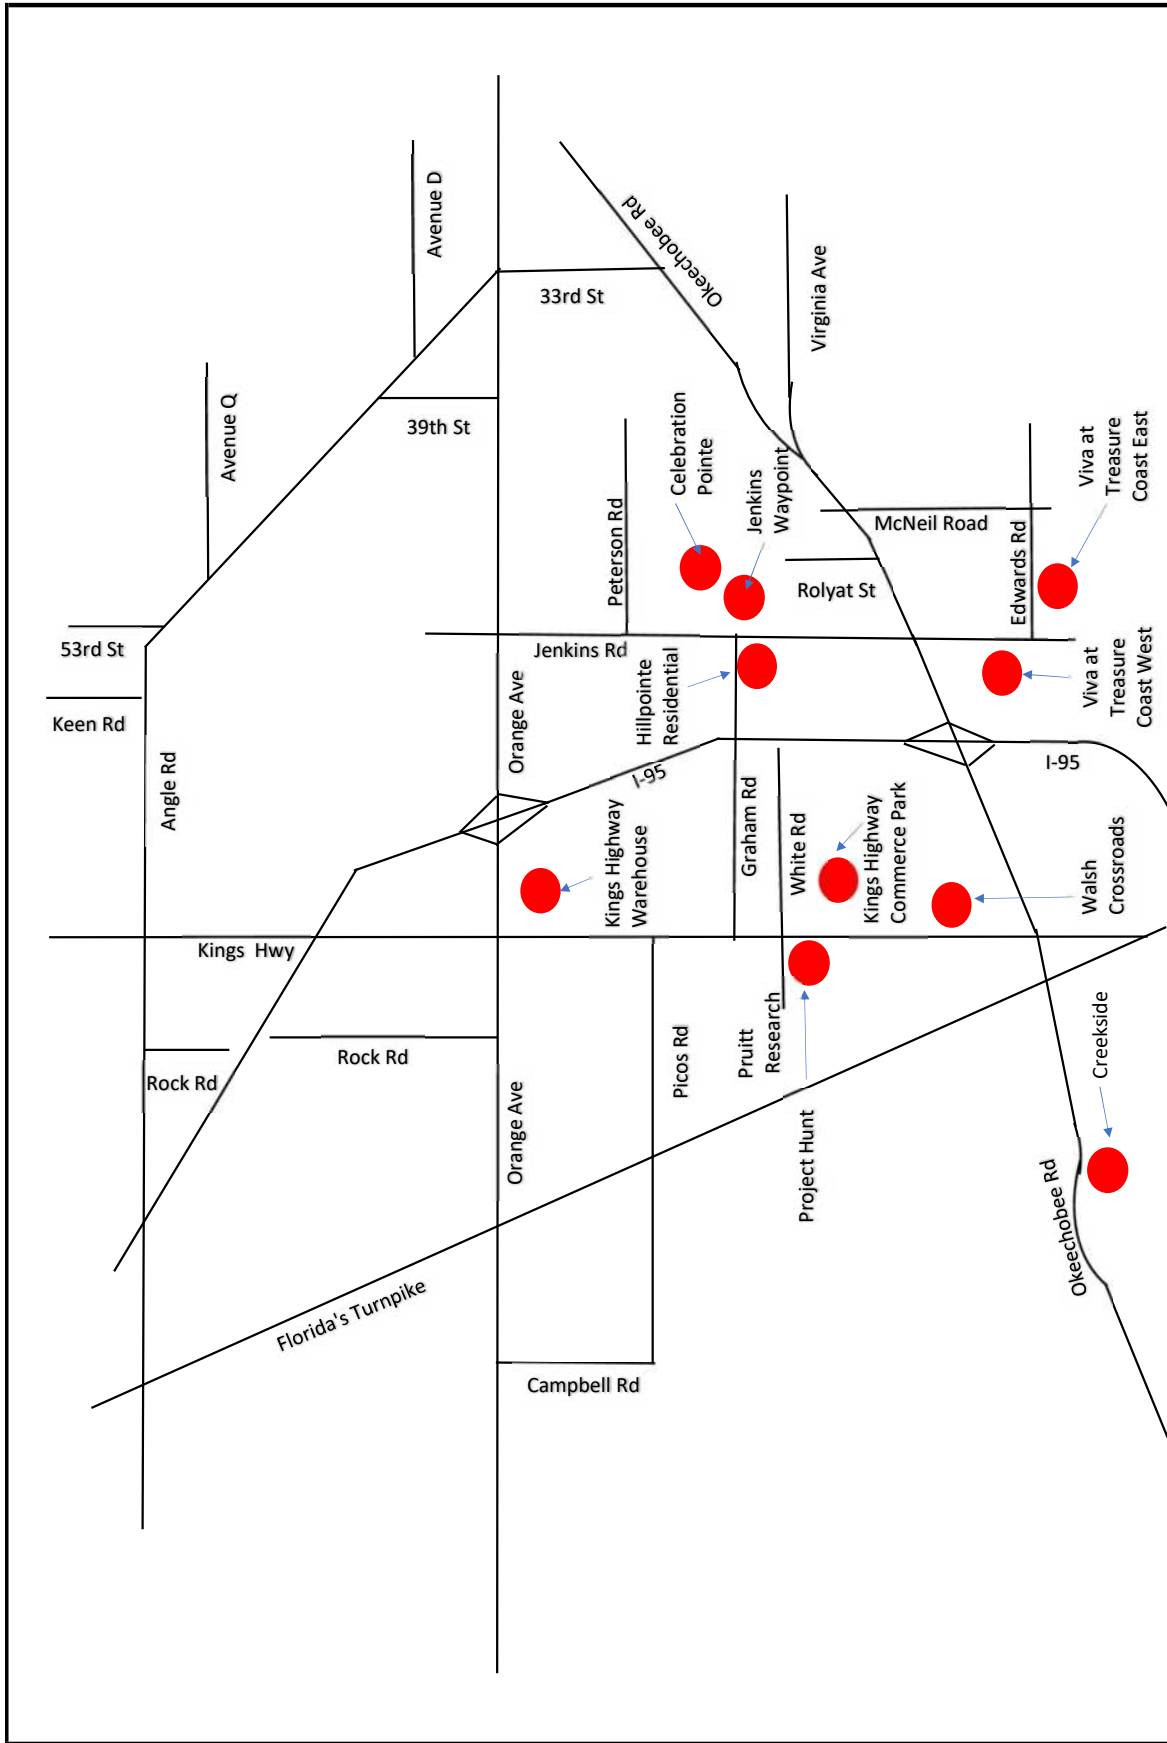 Avenue D
Okeechobee Rd
33rd St
Virginia Ave
Avenue Q
39th St
Celebration
Pointe
Jenkins
Waypoint
Viva at
Treasure
Coast East
McNeil Road
Peterson Rd
Rolyat St
Edwards Rd
53rd St
Jenkins Rd
Keen Rd
Orange Ave
Hillpointe
Residential
Viva at
Treasure
Coast West
Angle Rd
I-95
I-95
Graham Rd
White Rd
Kings Highway
Warehouse
Kings Highway
Commerce Park
Walsh
Crossroads
Kings Hwy
Rock Rd
Rock Rd
Picos Rd
Pruitt
Research
Creekside
Orange Ave
Project Hunt
Okeechobee Rd
Florida's Turnpike
Campbell Rd